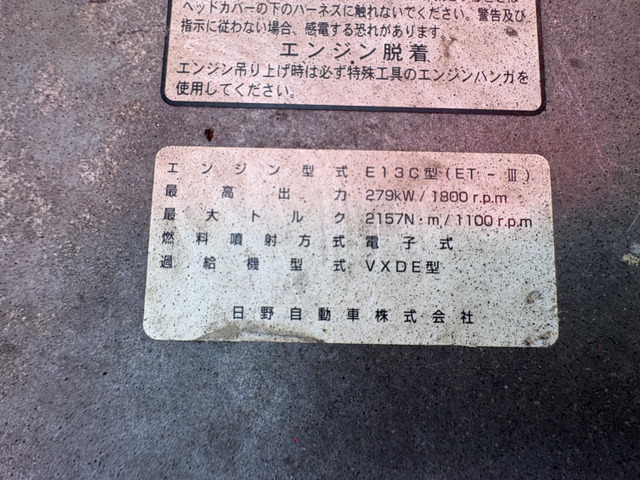 ヘッドカバーの下のハーネスに触れないでください。警告及び
指示に従わない場合、感電する恐れがあります。
エンジン脱着
エンジン吊り上げ時は必ず特殊工具のエンジンハンガを
使用してください。
エンジン型式 E13C型(ET-Ⅲ)
最高出力 279kW/1800r.p.m
最大トルク 2157N・m/1100r.p.m
燃料噴射方式 電子式
過給機型式 VXDE型
日野自動車株式会社